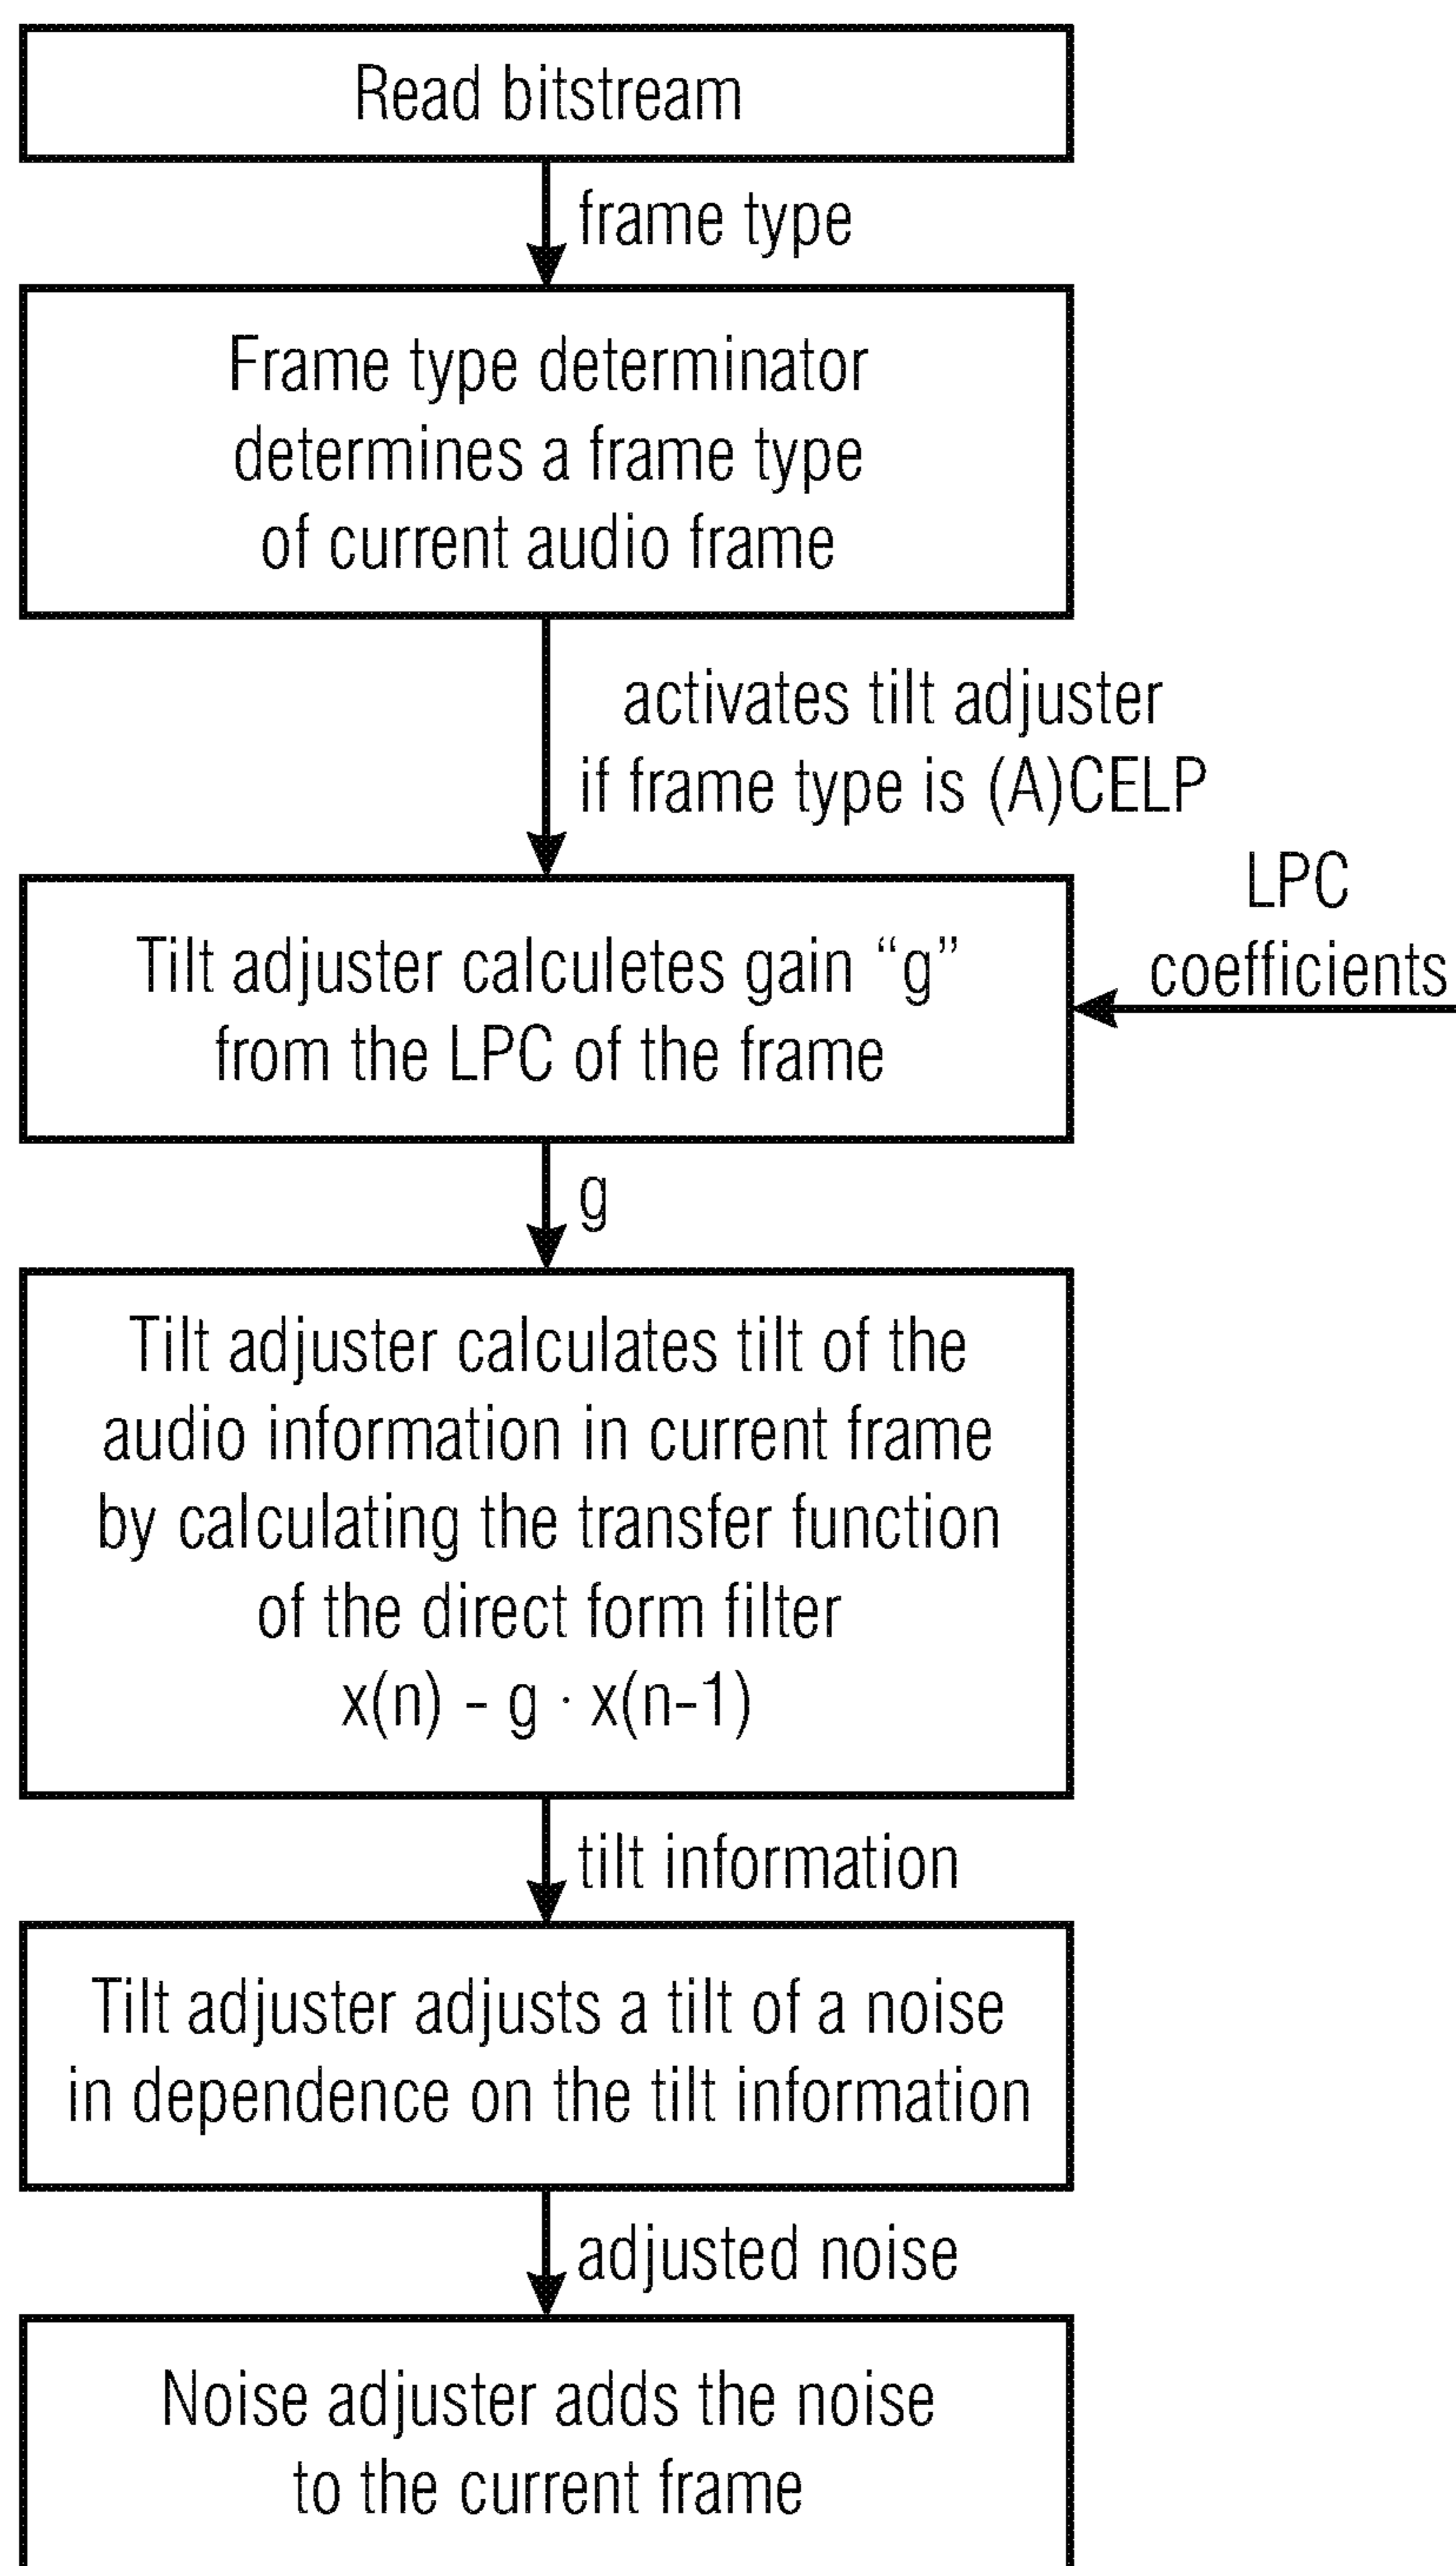 Read bitstream
frame type
Frame type determinator
determines a frame type
of current audio frame
activates tilt adjuster
if frame type is (A)CELP
LPC
coefficients
Tilt adjuster calculetes gain “g”
from the LPC of the frame
g
Tilt adjuster calculates tilt of the
audio information in current frame
by calculating the transfer function
of the direct form filter
x(n) - g · x(n-1)
tilt information
Tilt adjuster adjusts a tilt of a noise
in dependence on the tilt information
adjusted noise
Noise adjuster adds the noise
to the current frame